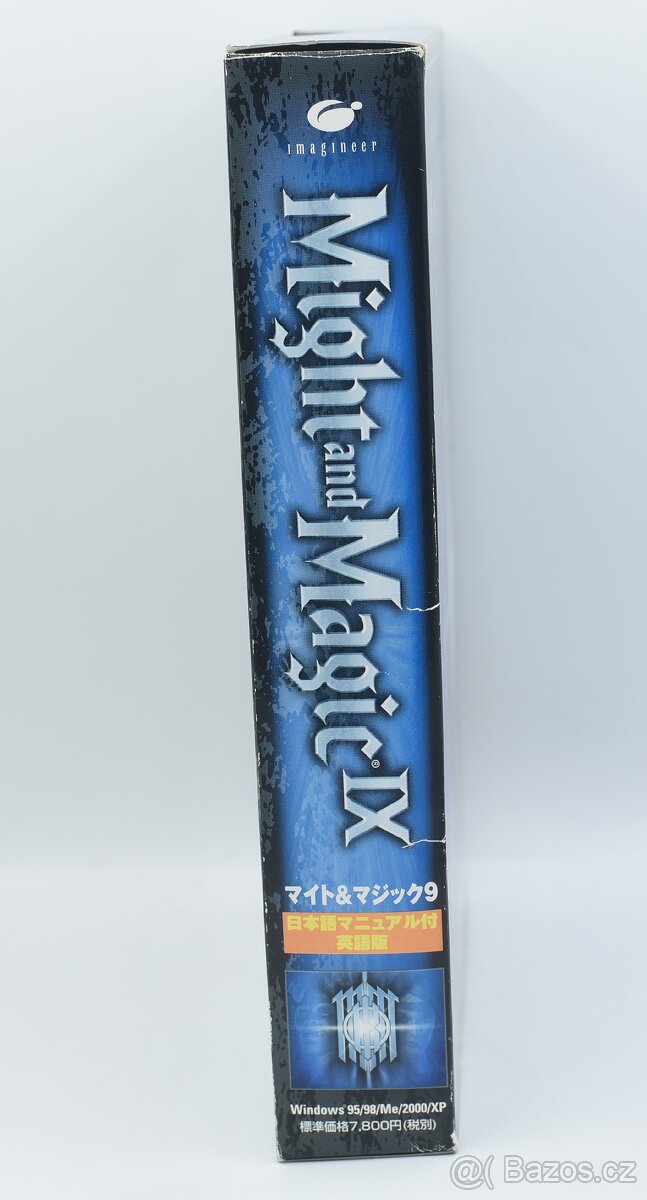 imagineer
Might and Magic® IX
マイト&マジック9
日本語マニュアル付
英語版
Windows® 95/98/Me/2000/XP
標準価格7,800円(税別)
@( Bazos.cz